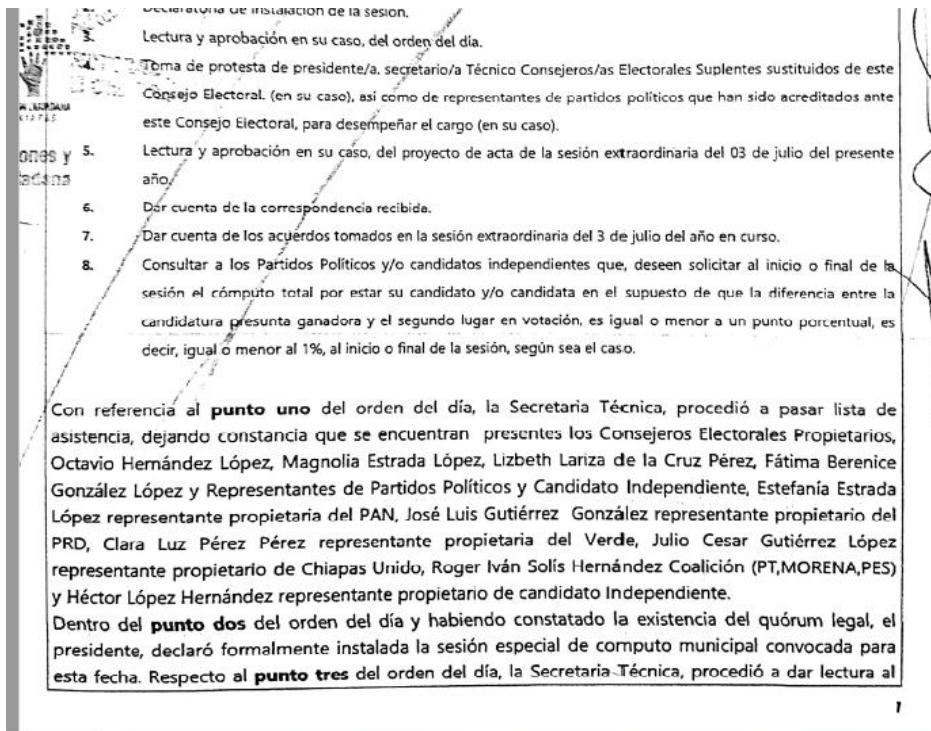 2. Declaratoria de instalación de la sesión.
3. Lectura y aprobación en su caso, del orden del día.
4. Toma de protesta de presidente/a. secretario/a Técnico Consejeros/as Electorales Suplentes sustituidos de este
Consejo Electoral. (en su caso), asi como de representantes de partidos políticos que han sido acreditados ante
este Consejo Electoral, para desempeñar el cargo (en su caso).
ones y
adana
5. Lectura y aprobación en su caso, del proyecto de acta de la sesión extraordinaria del 03 de julio del presente
año.
6. Dar cuenta de la correspondencia recibida.
7. Dar cuenta de los acuerdos tomados en la sesión extraordinaria del 3 de julio del año en curso.
8. Consultar a los Partidos Políticos y/o candidatos independientes que, deseen solicitar al inicio o final de la
sesión el cómputo total por estar su candidato y/o candidata en el supuesto de que la diferencia entre la
candidatura presunta ganadora y el segundo lugar en votación, es igual o menor a un punto porcentual, es
decir, igual o menor al 1%, al inicio o final de la sesión, según sea el caso.
Con referencia al punto uno del orden del día, la Secretaria Técnica, procedió a pasar lista de
asistencia, dejando constancia que se encuentran presentes los Consejeros Electorales Propietarios,
Octavio Hernández López, Magnolia Estrada López, Lizbeth Lariza de la Cruz Pérez, Fátima Berenice
González López y Representantes de Partidos Políticos y Candidato Independiente, Estefanía Estrada
López representante propietaria del PAN, José Luis Gutiérrez González representante propietario del
PRD, Clara Luz Pérez Pérez representante propietaria del Verde, Julio Cesar Gutiérrez López
representante propietario de Chiapas Unido, Roger Iván Solís Hernández Coalición (PT,MORENA,PES)
y Héctor López Hernández representante propietario de candidato Independiente.
Dentro del punto dos del orden del día y habiendo constatado la existencia del quórum legal, el
presidente, declaró formalmente instalada la sesión especial de computo municipal convocada para
esta fecha. Respecto al punto tres del orden del día, la Secretaria Técnica, procedió a dar lectura al
1